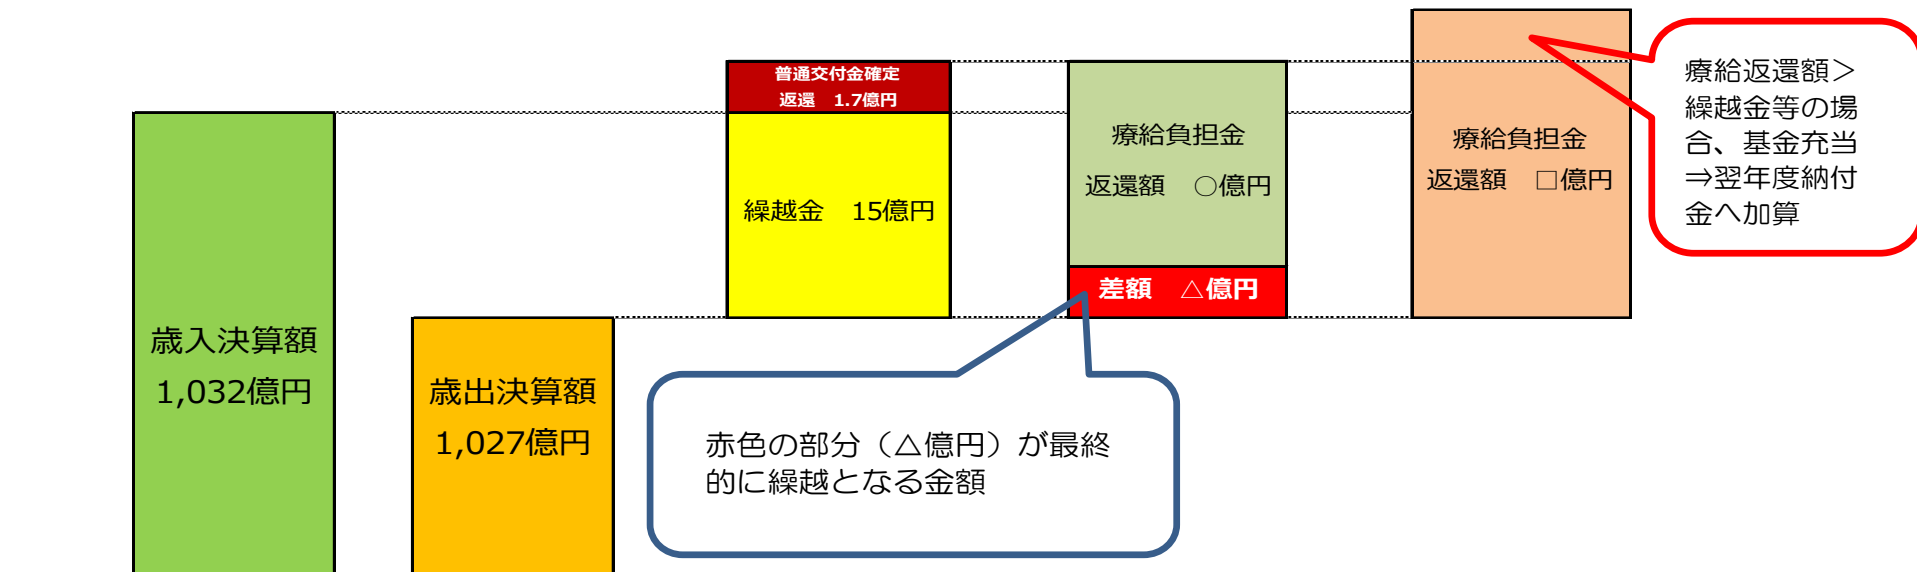 歳入決算額
1,032億円
歳出決算額
1,027億円
普通交付金確定
返還　1.7億円
繰越金　15億円
療給負担金
返還額　○億円
差額　△億円
療給負担金
返還額　□億円
療給返還額＞
繰越金等の場
合、基金充当
⇒翌年度納付
金へ加算
赤色の部分（△億円）が最終
的に繰越となる金額